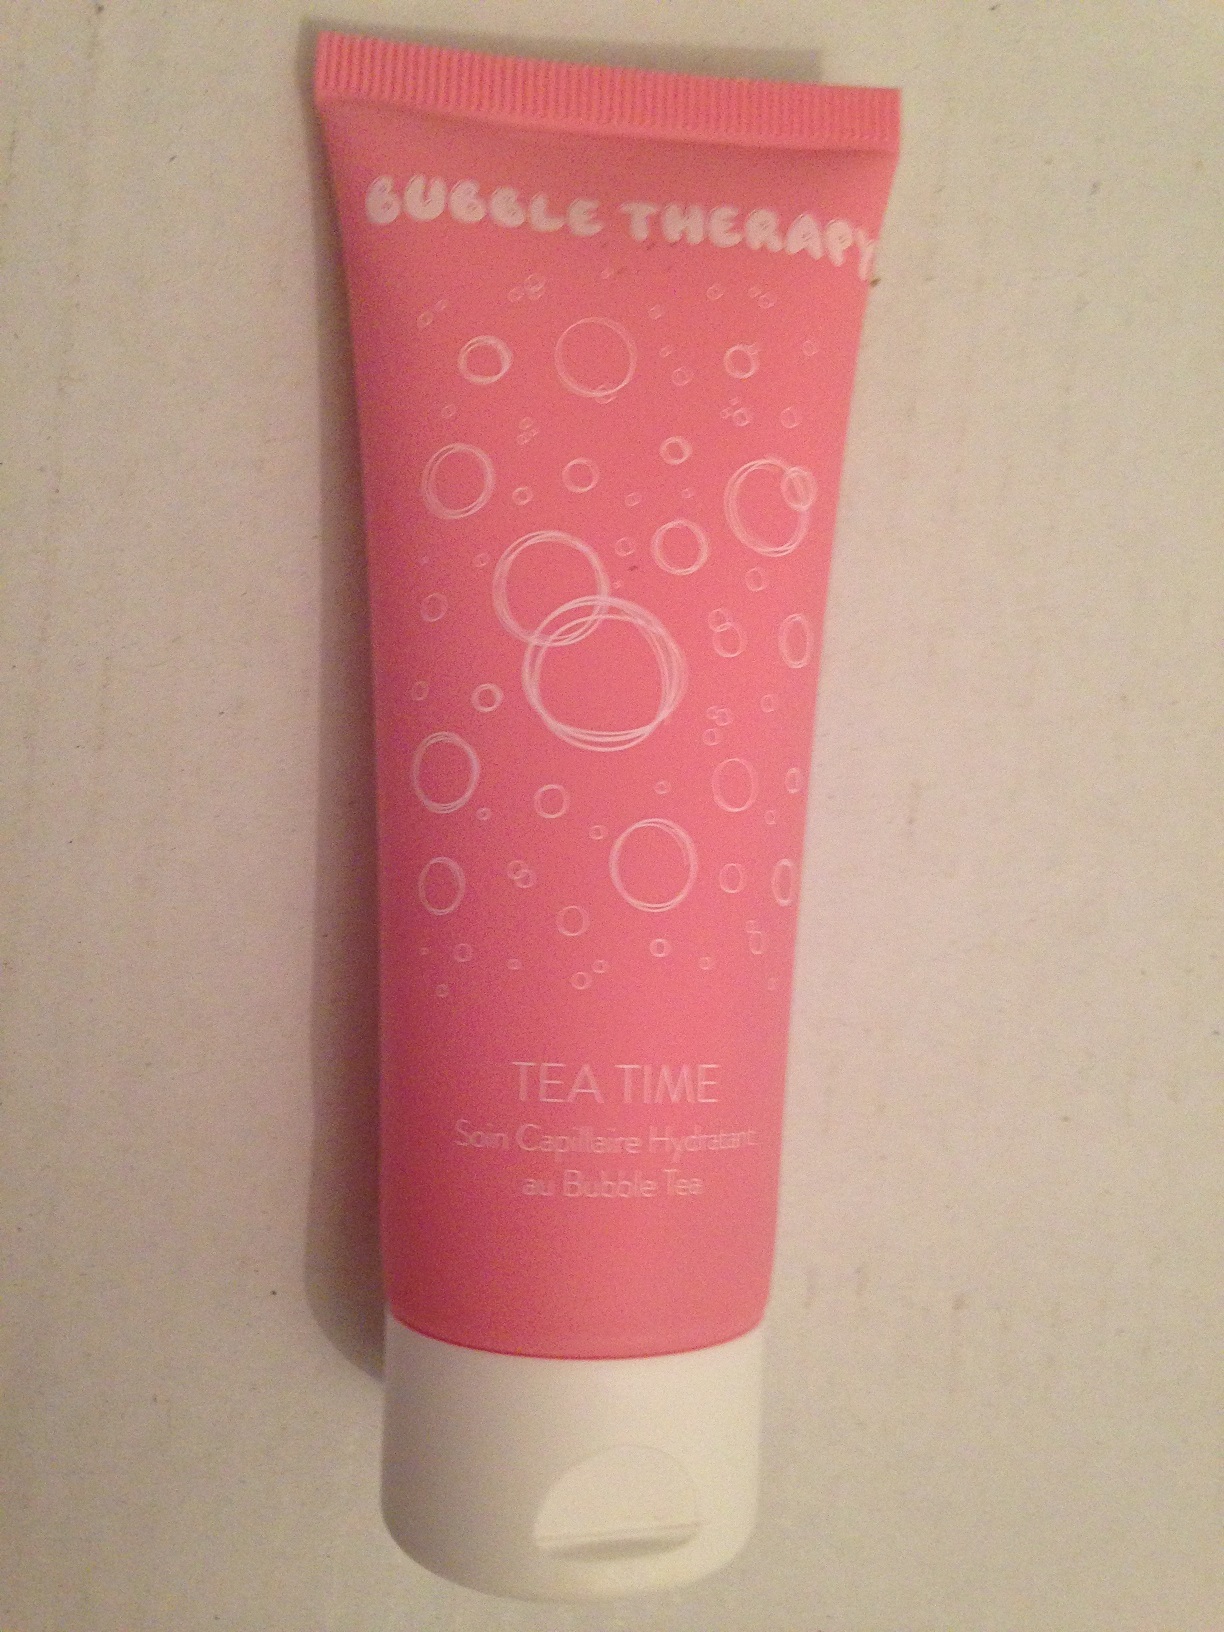 BUBBLE THERAPY
TEA TIME
Soin Capillaire Hydratant
au Bubble Tea